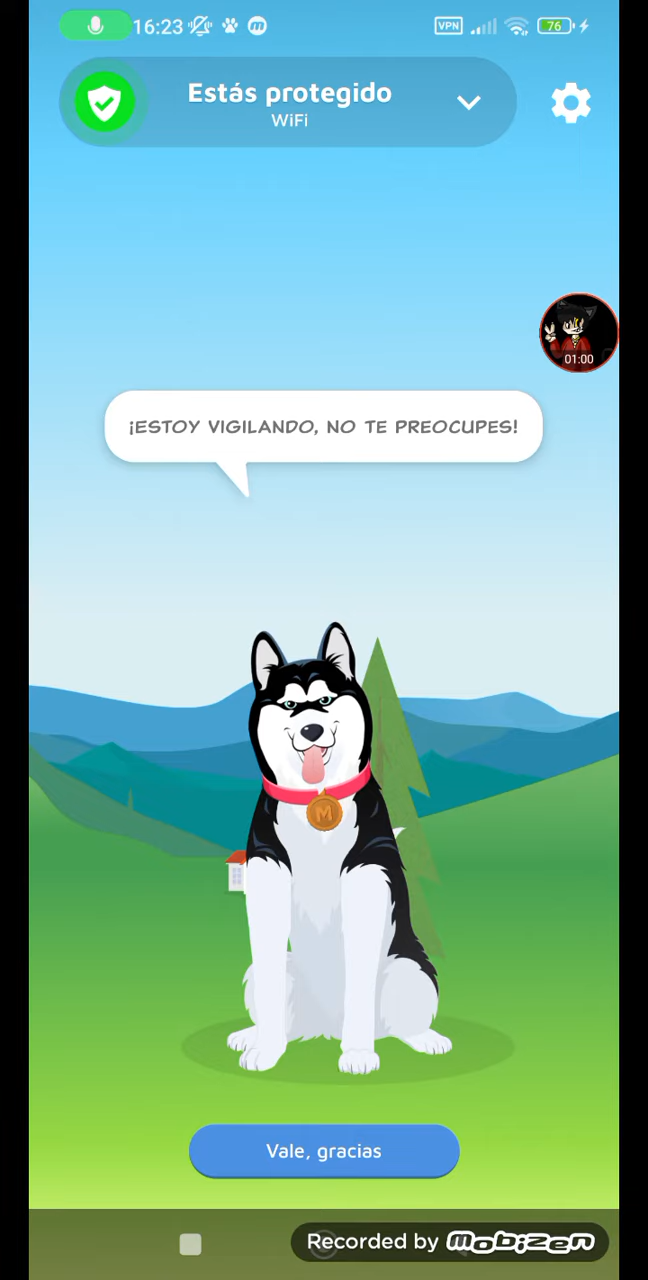 16:23 VPN 76
Estás protegido
WiFi
01:00
¡ESTOY VIGILANDO, NO TE PREOCUPES!
M
Vale, gracias
Recorded by mobizen